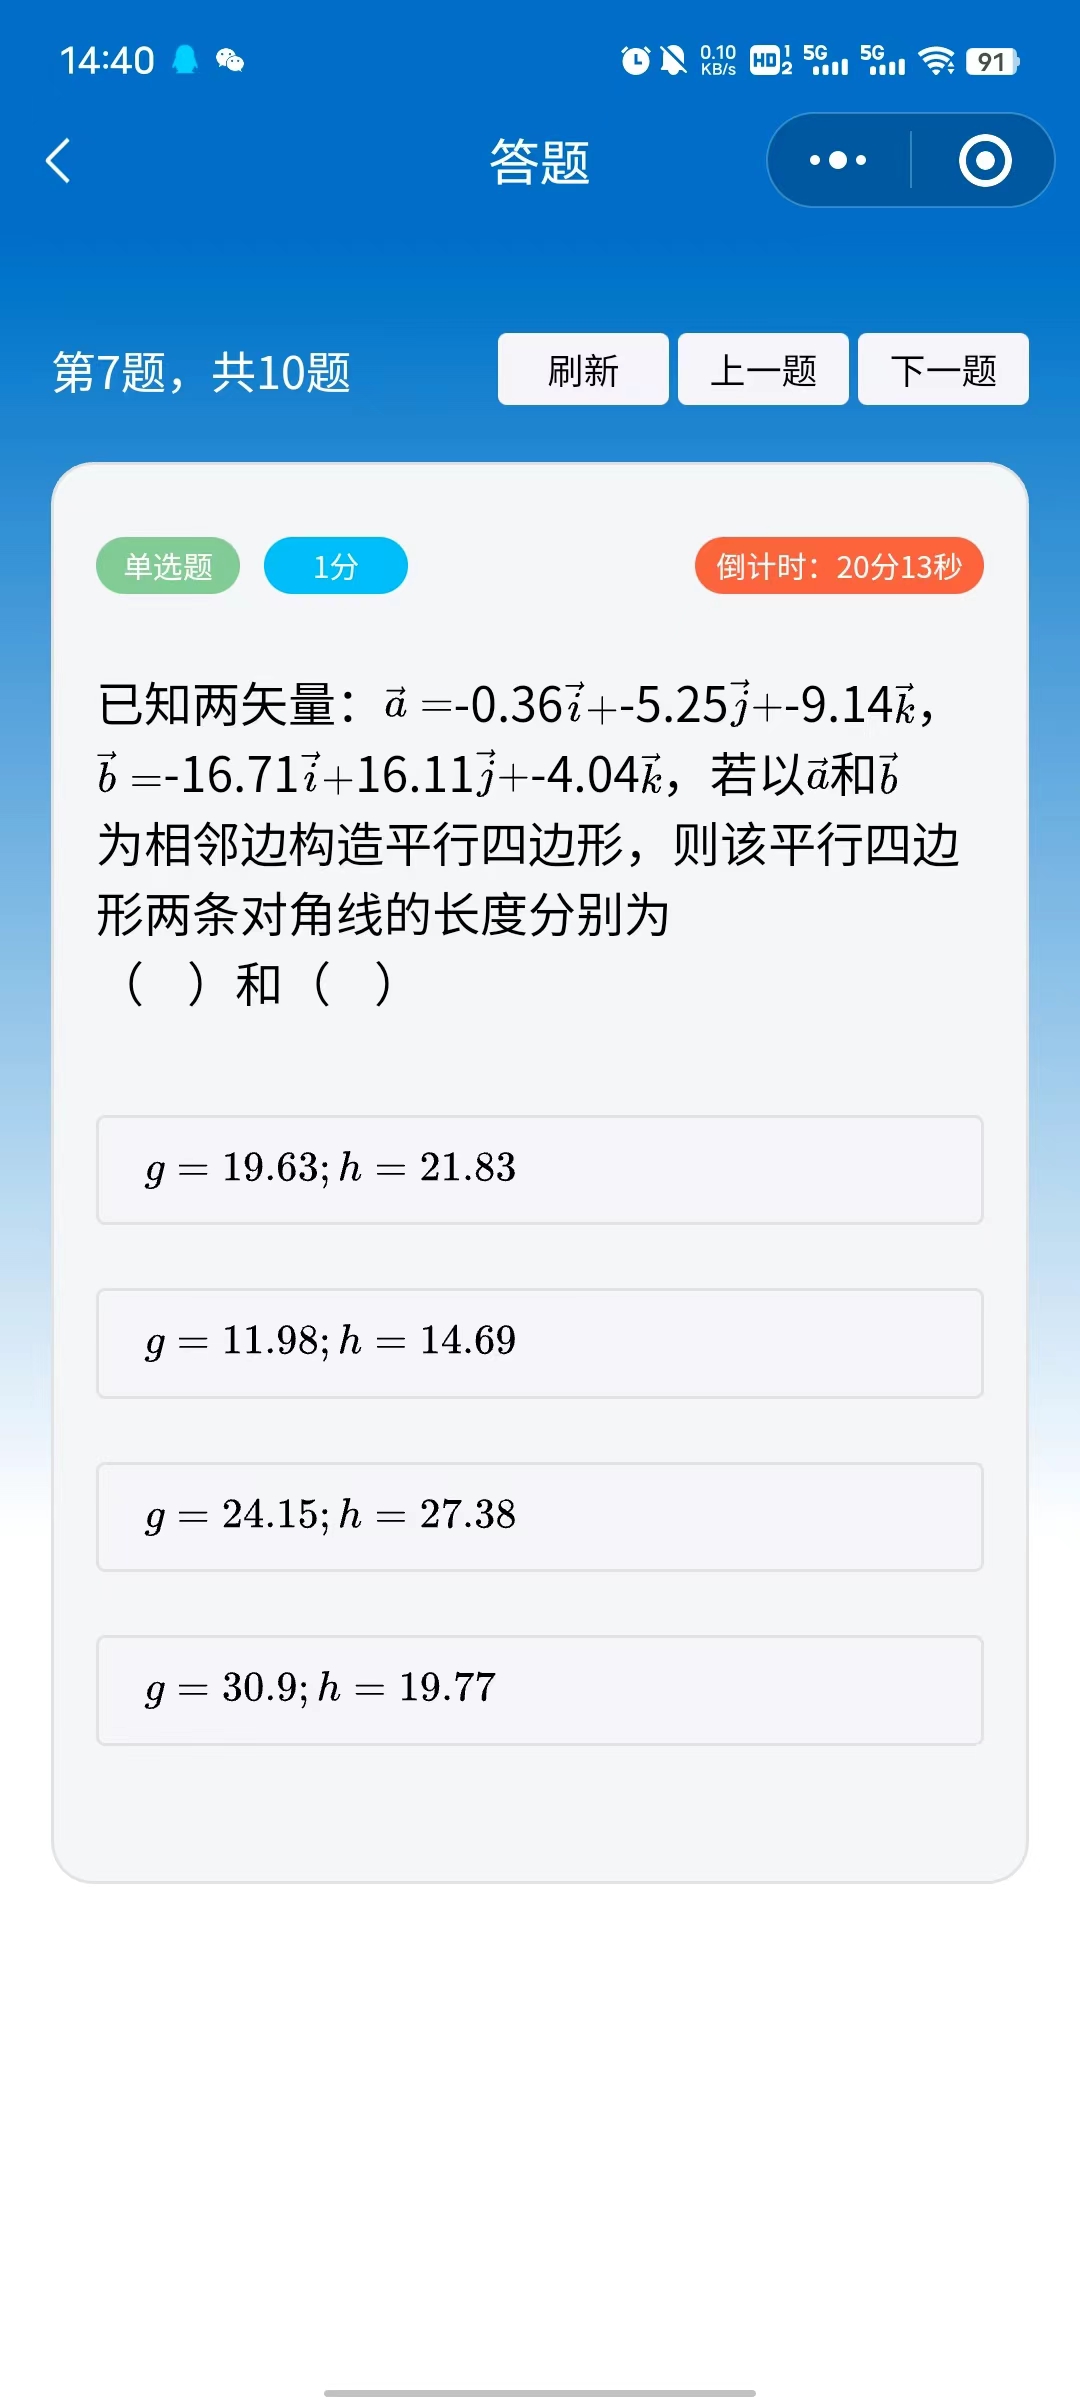 14:40
0.10 KB/s HD 1 2 5G 5G 91
答题
第7题，共10题 刷新 上一题 下一题
单选题 1分 倒计时：20分13秒
已知两矢量：$\vec{a}$ =-0.36$\vec{i}$+-5.25$\vec{j}$+-9.14$\vec{k}$，
$\vec{b}$ =-16.71$\vec{i}$+16.11$\vec{j}$+-4.04$\vec{k}$，若以$\vec{a}$和$\vec{b}$
为相邻边构造平行四边形，则该平行四边
形两条对角线的长度分别为
（ ）和（ ）
g = 19.63; h = 21.83
g = 11.98; h = 14.69
g = 24.15; h = 27.38
g = 30.9; h = 19.77